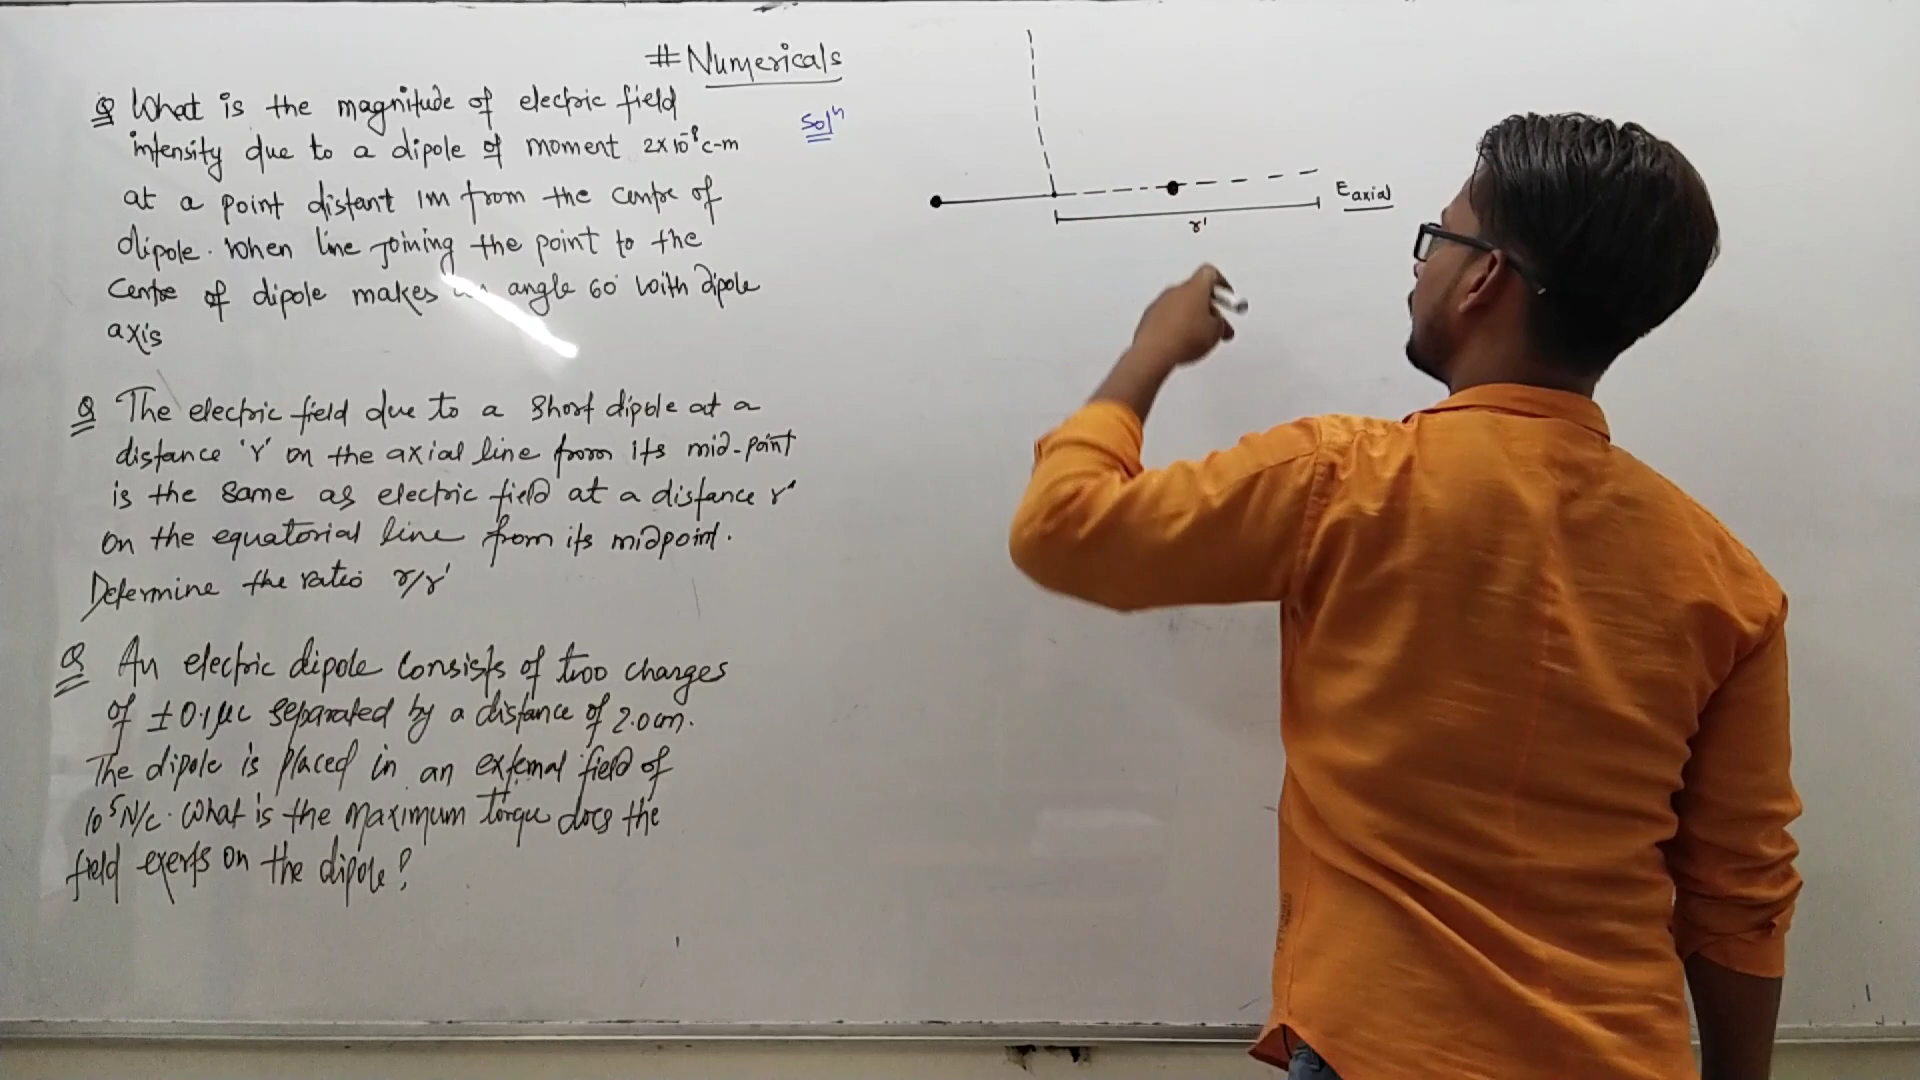 # Numericals
Q What is the magnitude of electric field
intensity due to a dipole of moment 2x10⁻⁸c-m
at a point distant 1m from the centre of
dipole. When line joining the point to the
Centre of dipole makes angle 60° with dipole
axis
Q The electric field due to a short dipole at a
distance 'r' on the axial line from its mid-point
is the same as electric field at a distance r'
on the equatorial line from its midpoint.
Determine the ratio r/r'
Q An electric dipole consists of two charges
of ±0.1μc separated by a distance of 2.0cm.
The dipole is placed in an external field of
10⁵N/c. What is the maximum torque does the
field exerts on the dipole?
Solⁿ
E axial
r'